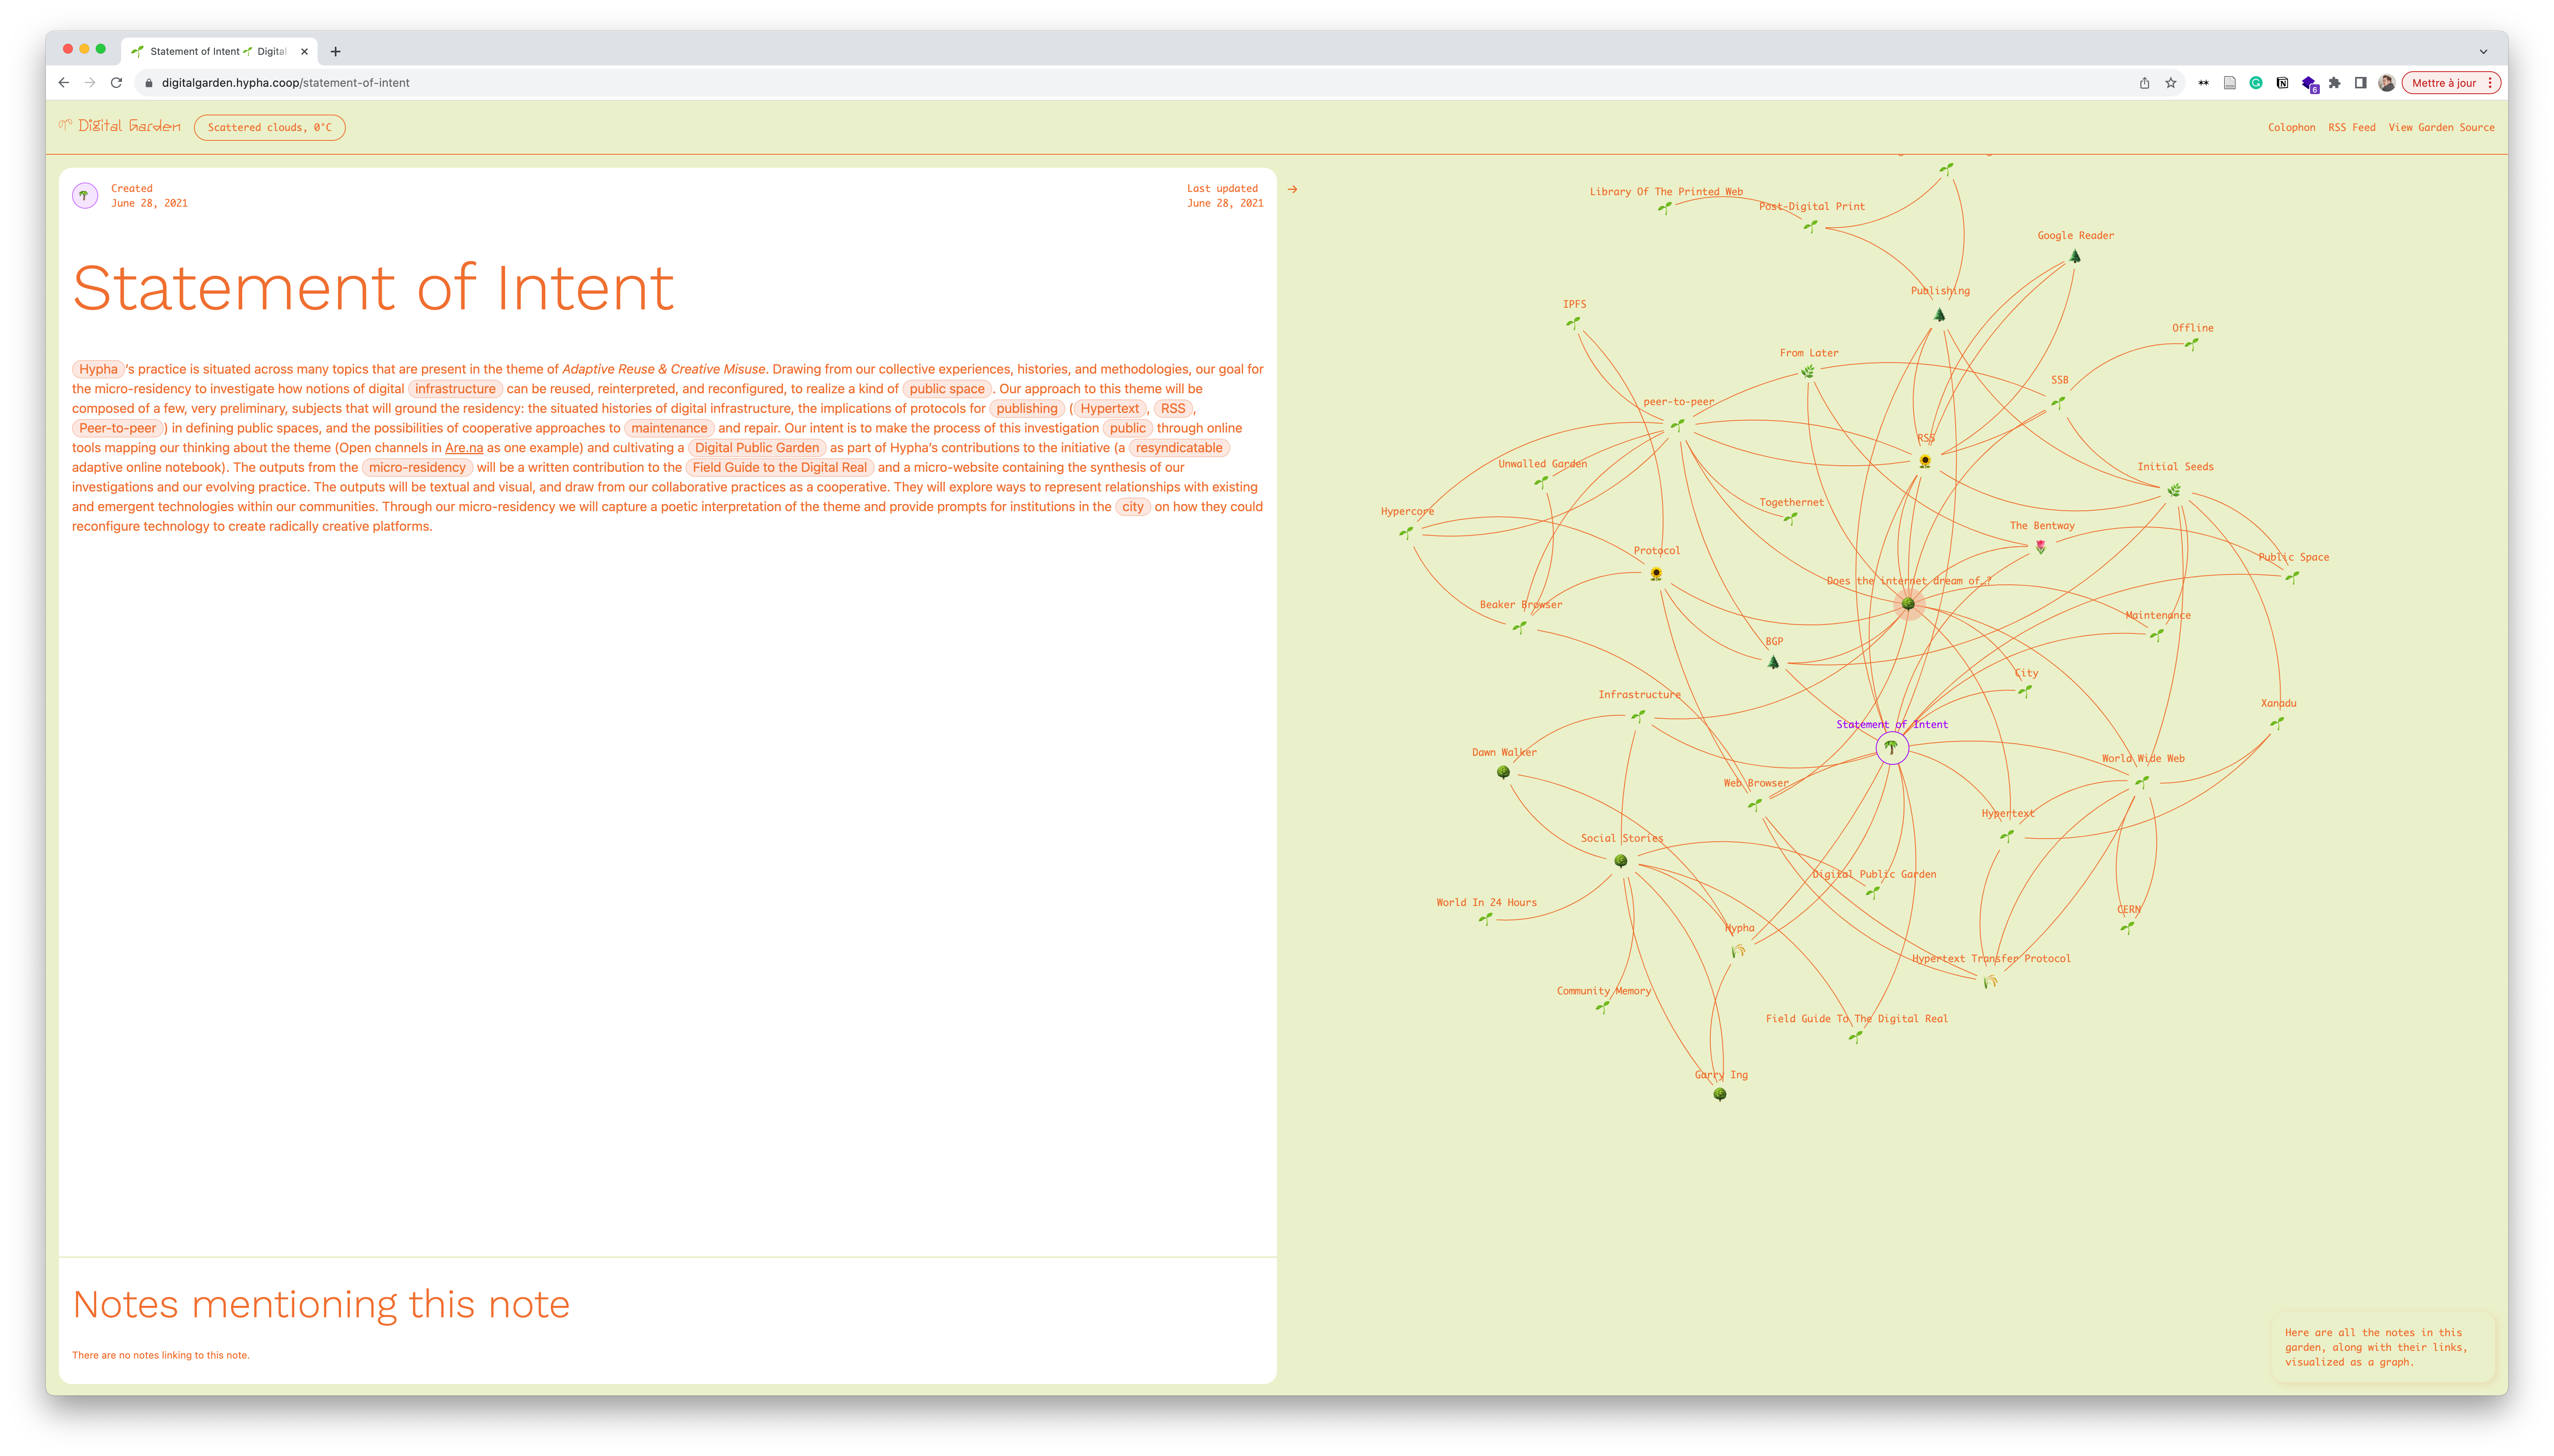 Statement of Intent 🌱 Digital
digitalgarden.hypha.coop/statement-of-intent
6
Mettre à jour
Digital Garden
Scattered clouds, 0°C
Colophon
RSS Feed
View Garden Source
Created
June 28, 2021
Last updated
June 28, 2021
Statement of Intent
Hypha's practice is situated across many topics that are present in the theme of Adaptive Reuse & Creative Misuse. Drawing from our collective experiences, histories, and methodologies, our goal for
the micro-residency to investigate how notions of digital infrastructure can be reused, reinterpreted, and reconfigured, to realize a kind of public space. Our approach to this theme will be
composed of a few, very preliminary, subjects that will ground the residency: the situated histories of digital infrastructure, the implications of protocols for publishing (Hypertext, RSS,
Peer-to-peer) in defining public spaces, and the possibilities of cooperative approaches to maintenance and repair. Our intent is to make the process of this investigation public through online
tools mapping our thinking about the theme (Open channels in Are.na as one example) and cultivating a Digital Public Garden as part of Hypha's contributions to the initiative (a resyndicatable
adaptive online notebook). The outputs from the micro-residency will be a written contribution to the Field Guide to the Digital Real and a micro-website containing the synthesis of our
investigations and our evolving practice. The outputs will be textual and visual, and draw from our collaborative practices as a cooperative. They will explore ways to represent relationships with existing
and emergent technologies within our communities. Through our micro-residency we will capture a poetic interpretation of the theme and provide prompts for institutions in the city on how they could
reconfigure technology to create radically creative platforms.
Notes mentioning this note
There are no notes linking to this note.
Library Of The Printed Web
Post-Digital Print
Google Reader
Publishing
IPFS
Offline
From Later
SSB
peer-to-peer
RSS
Unwalled Garden
Initial Seeds
Togethernet
Hypercore
The Bentway
Protocol
Public Space
Does the internet dream of…?
Beaker Browser
Maintenance
BGP
City
Infrastructure
Xanadu
Statement of Intent
Dawn Walker
World Wide Web
Web Browser
Hypertext
Social Stories
Digital Public Garden
World In 24 Hours
CERN
Hypha
Hypertext Transfer Protocol
Community Memory
Field Guide To The Digital Real
Garry Ing
Here are all the notes in this
garden, along with their links,
visualized as a graph.